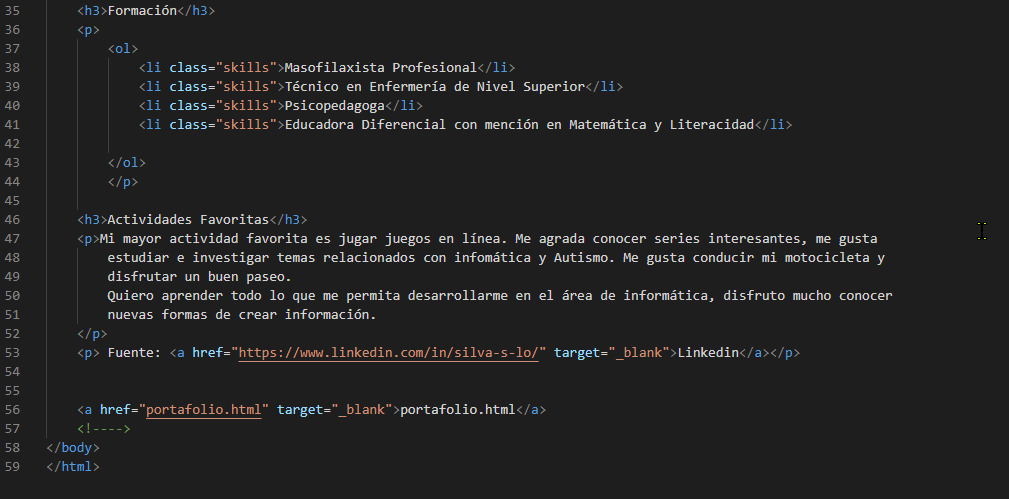 35 <h3>Formación</h3>
36 <p>
37 <ol>
38 <li class="skills">Masofilaxista Profesional</li>
39 <li class="skills">Técnico en Enfermería de Nivel Superior</li>
40 <li class="skills">Psicopedagoga</li>
41 <li class="skills">Educadora Diferencial con mención en Matemática y Literacidad</li>
42
43 </ol>
44 </p>
45
46 <h3>Actividades Favoritas</h3>
47 <p>Mi mayor actividad favorita es jugar juegos en línea. Me agrada conocer series interesantes, me gusta
48 estudiar e investigar temas relacionados con infomática y Autismo. Me gusta conducir mi motocicleta y
49 disfrutar un buen paseo.
50 Quiero aprender todo lo que me permita desarrollarme en el área de informática, disfruto mucho conocer
51 nuevas formas de crear información.
52 </p>
53 <p> Fuente: <a href="https://www.linkedin.com/in/silva-s-lo/" target="_blank">Linkedin</a></p>
54
55
56 <a href="portafolio.html" target="_blank">portafolio.html</a>
57 <!---->
58 </body>
59 </html>